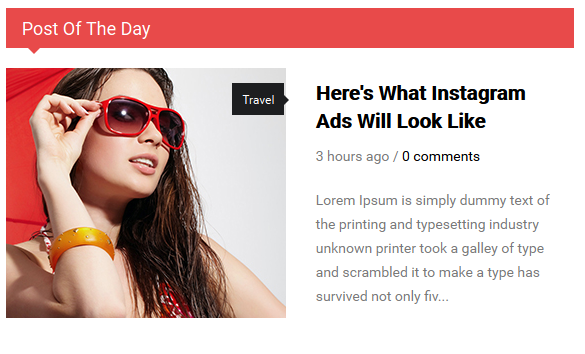 Post Of The Day
Travel
Here's What Instagram
Ads Will Look Like
3 hours ago / 0 comments
Lorem Ipsum is simply dummy text of
the printing and typesetting industry
unknown printer took a galley of type
and scrambled it to make a type has
survived not only fiv...